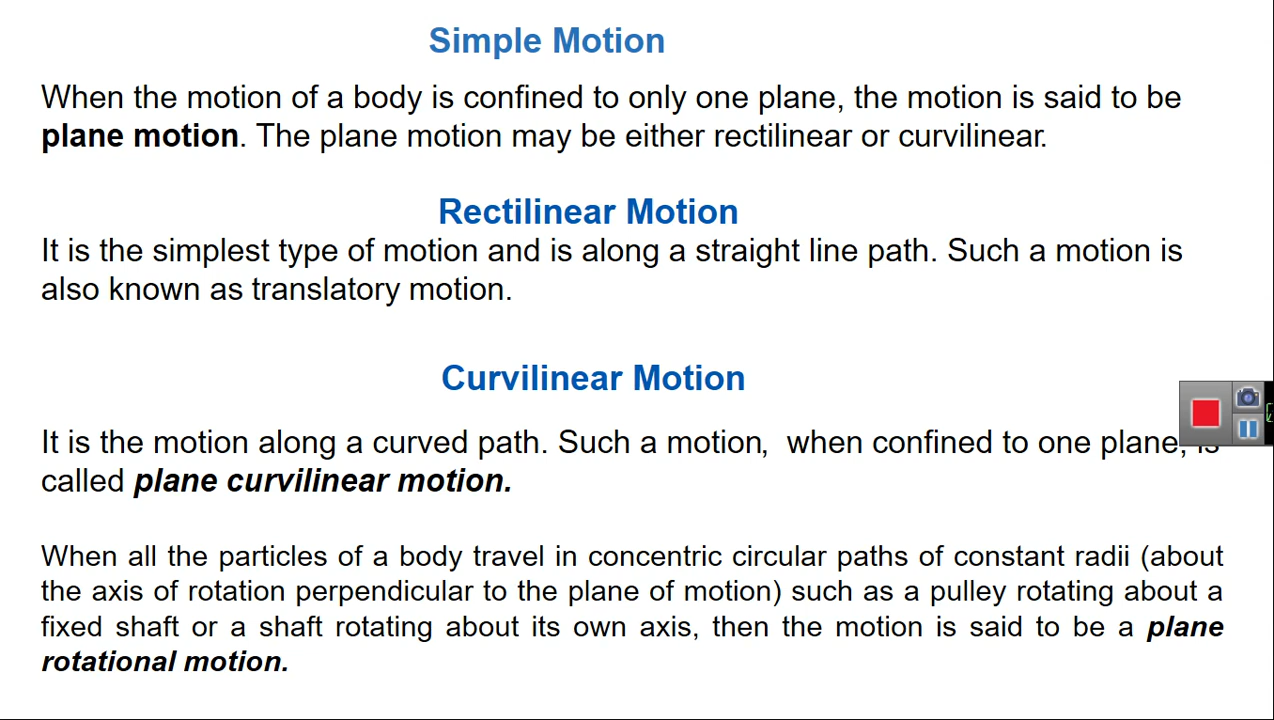 Simple Motion
When the motion of a body is confined to only one plane, the motion is said to be
plane motion. The plane motion may be either rectilinear or curvilinear.
Rectilinear Motion
It is the simplest type of motion and is along a straight line path. Such a motion is
also known as translatory motion.
Curvilinear Motion
It is the motion along a curved path. Such a motion, when confined to one plane, is
called plane curvilinear motion.
When all the particles of a body travel in concentric circular paths of constant radii (about
the axis of rotation perpendicular to the plane of motion) such as a pulley rotating about a
fixed shaft or a shaft rotating about its own axis, then the motion is said to be a plane
rotational motion.